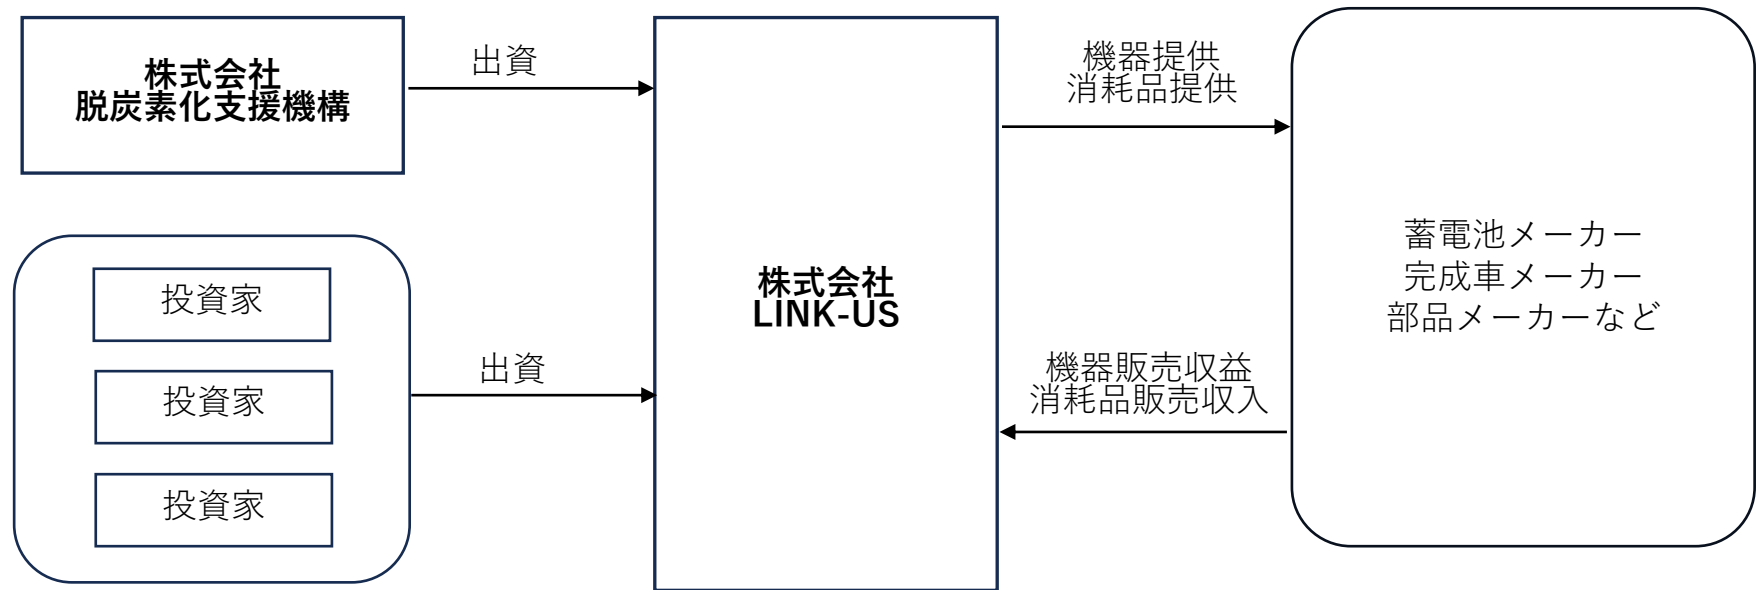 株式会社
脱炭素化支援機構
出資
投資家
投資家
投資家
出資
株式会社
LINK-US
機器提供
消耗品提供
機器販売収益
消耗品販売収入
蓄電池メーカー
完成車メーカー
部品メーカーなど